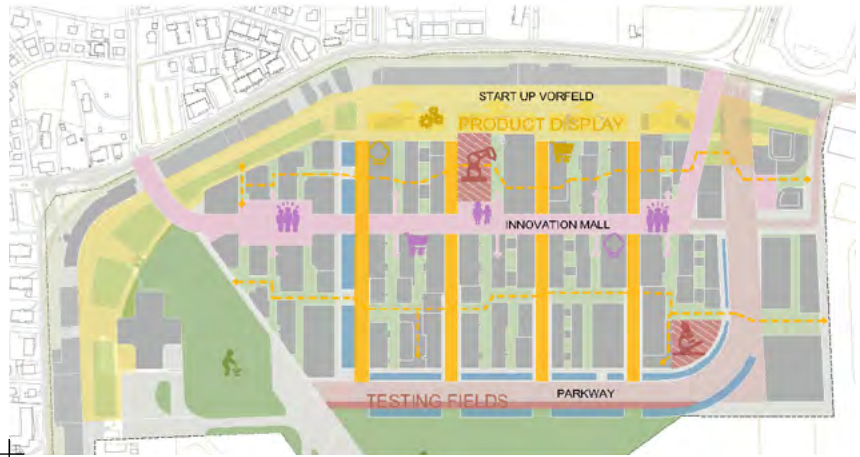 START UP VORFELD
PRODUCT DISPLAY
INNOVATION MALL
PARKWAY
TESTING FIELDS